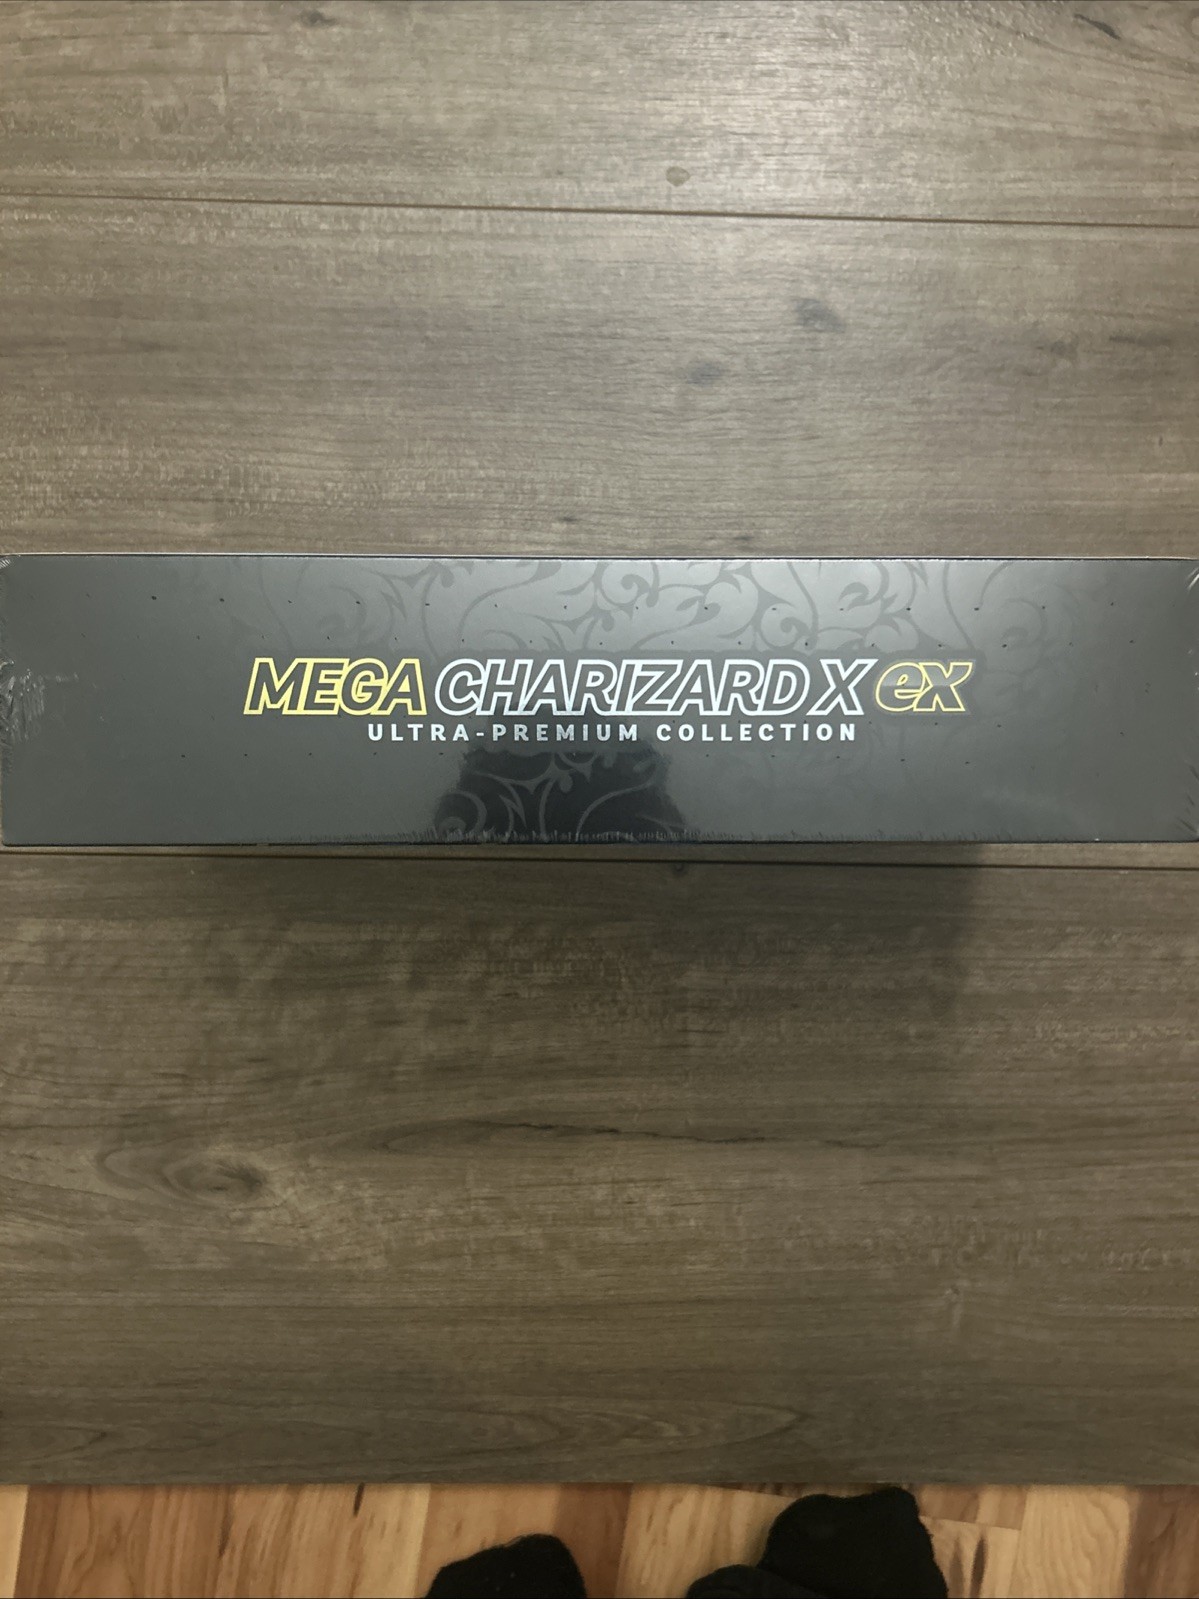 MEGA CHARIZARD X ex
ULTRA-PREMIUM COLLECTION